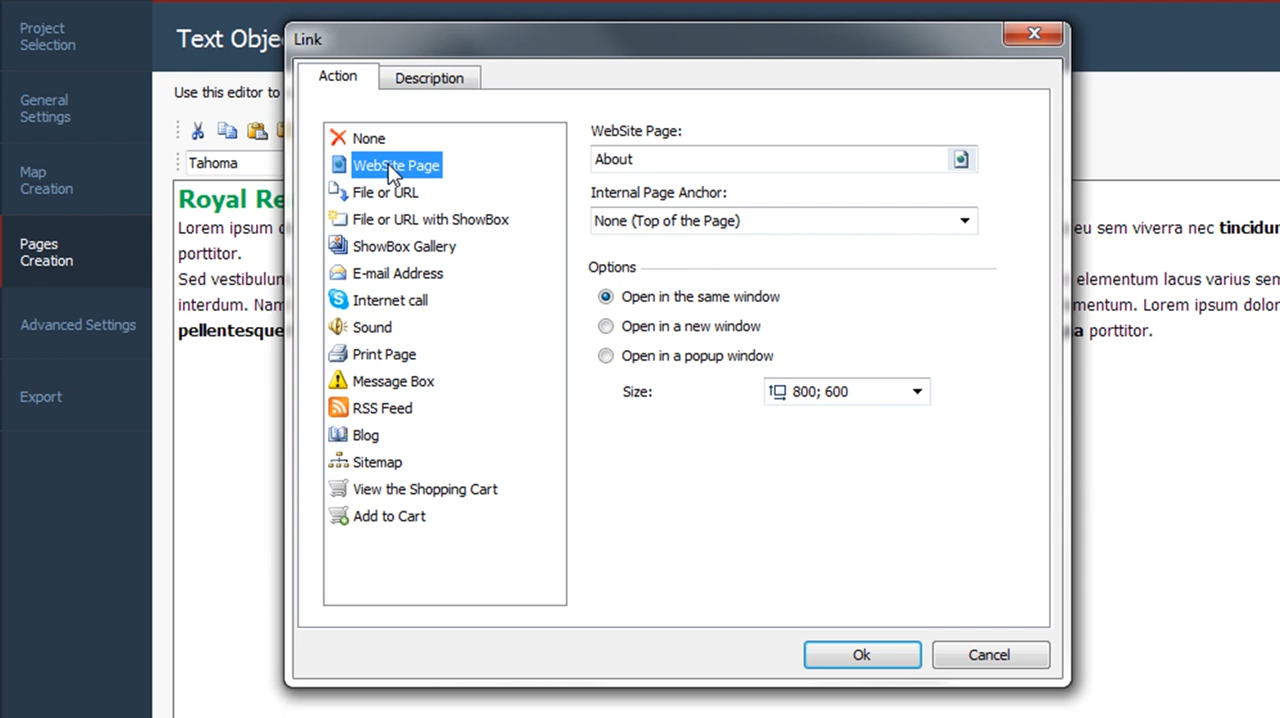 Project
Selection
General
Settings
Map
Creation
Pages
Creation
Advanced Settings
Export
Text Obje
Use this editor to
Tahoma
Royal Re
Lorem ipsum
porttitor.
Sed vestibulum
interdum. Nam
pellentesque
eu sem viverra nec tincidun
elementum lacus varius sem
mentum. Lorem ipsum dolor
a porttitor.
Link
Action
Description
None
WebSite Page
File or URL
File or URL with ShowBox
ShowBox Gallery
E-mail Address
Internet call
Sound
Print Page
Message Box
RSS Feed
Blog
Sitemap
View the Shopping Cart
Add to Cart
WebSite Page:
About
Internal Page Anchor:
None (Top of the Page)
Options
Open in the same window
Open in a new window
Open in a popup window
Size:
800; 600
Ok
Cancel